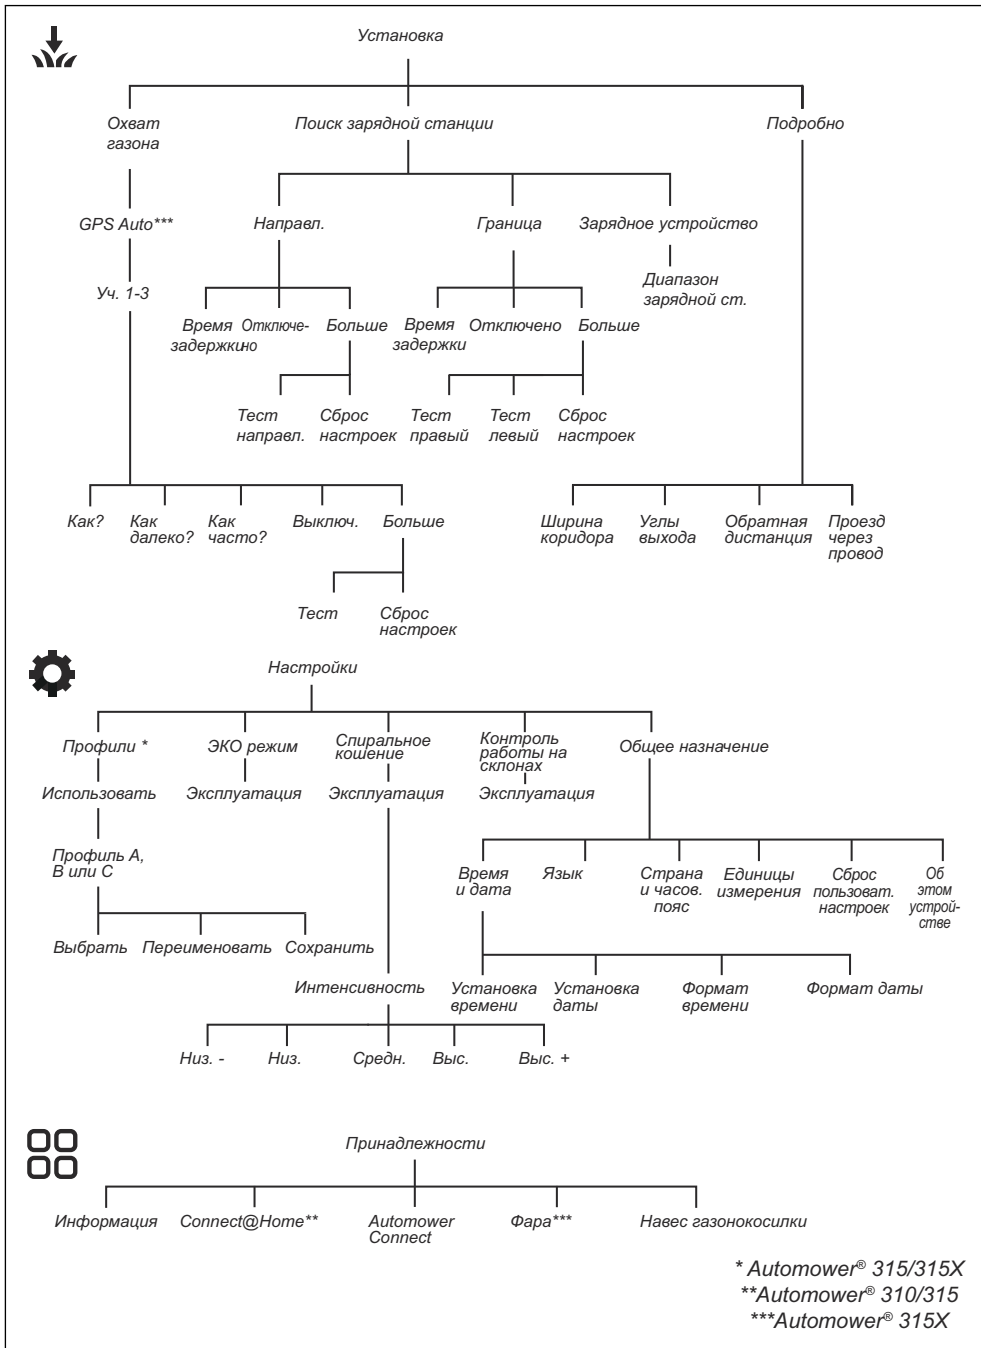 Установка
Охват
газона
Поиск зарядной станции
Подробно
GPS Auto***
Направл.
Граница
Зарядное устройство
Уч. 1-3
Диапазон
зарядной ст.
Время
задержки
Отключе-
но
Больше
Время
задержки
Отключено
Больше
Тест
направл.
Сброс
настроек
Тест
правый
Тест
левый
Сброс
настроек
Как?
Как
далеко?
Как
часто?
Выключ.
Больше
Ширина
коридора
Углы
выхода
Обратная
дистанция
Проезд
через
провод
Тест
Сброс
настроек
Настройки
Профили *
ЭКО режим
Спиральное
кошение
Контроль
работы на
склонах
Общее назначение
Использовать
Эксплуатация
Эксплуатация
Эксплуатация
Профиль А,
В или С
Время
и дата
Язык
Страна
и часов.
пояс
Единицы
измерения
Сброс
пользоват.
настроек
Об
этом
устрой-
стве
Выбрать
Переименовать
Сохранить
Интенсивность
Установка
времени
Установка
даты
Формат
времени
Формат даты
Низ. -
Низ.
Средн.
Выс.
Выс. +
Принадлежности
Информация
Connect@Home**
Automower
Connect
Фара***
Навес газонокосилки
* Automower® 315/315X
**Automower® 310/315
***Automower® 315X